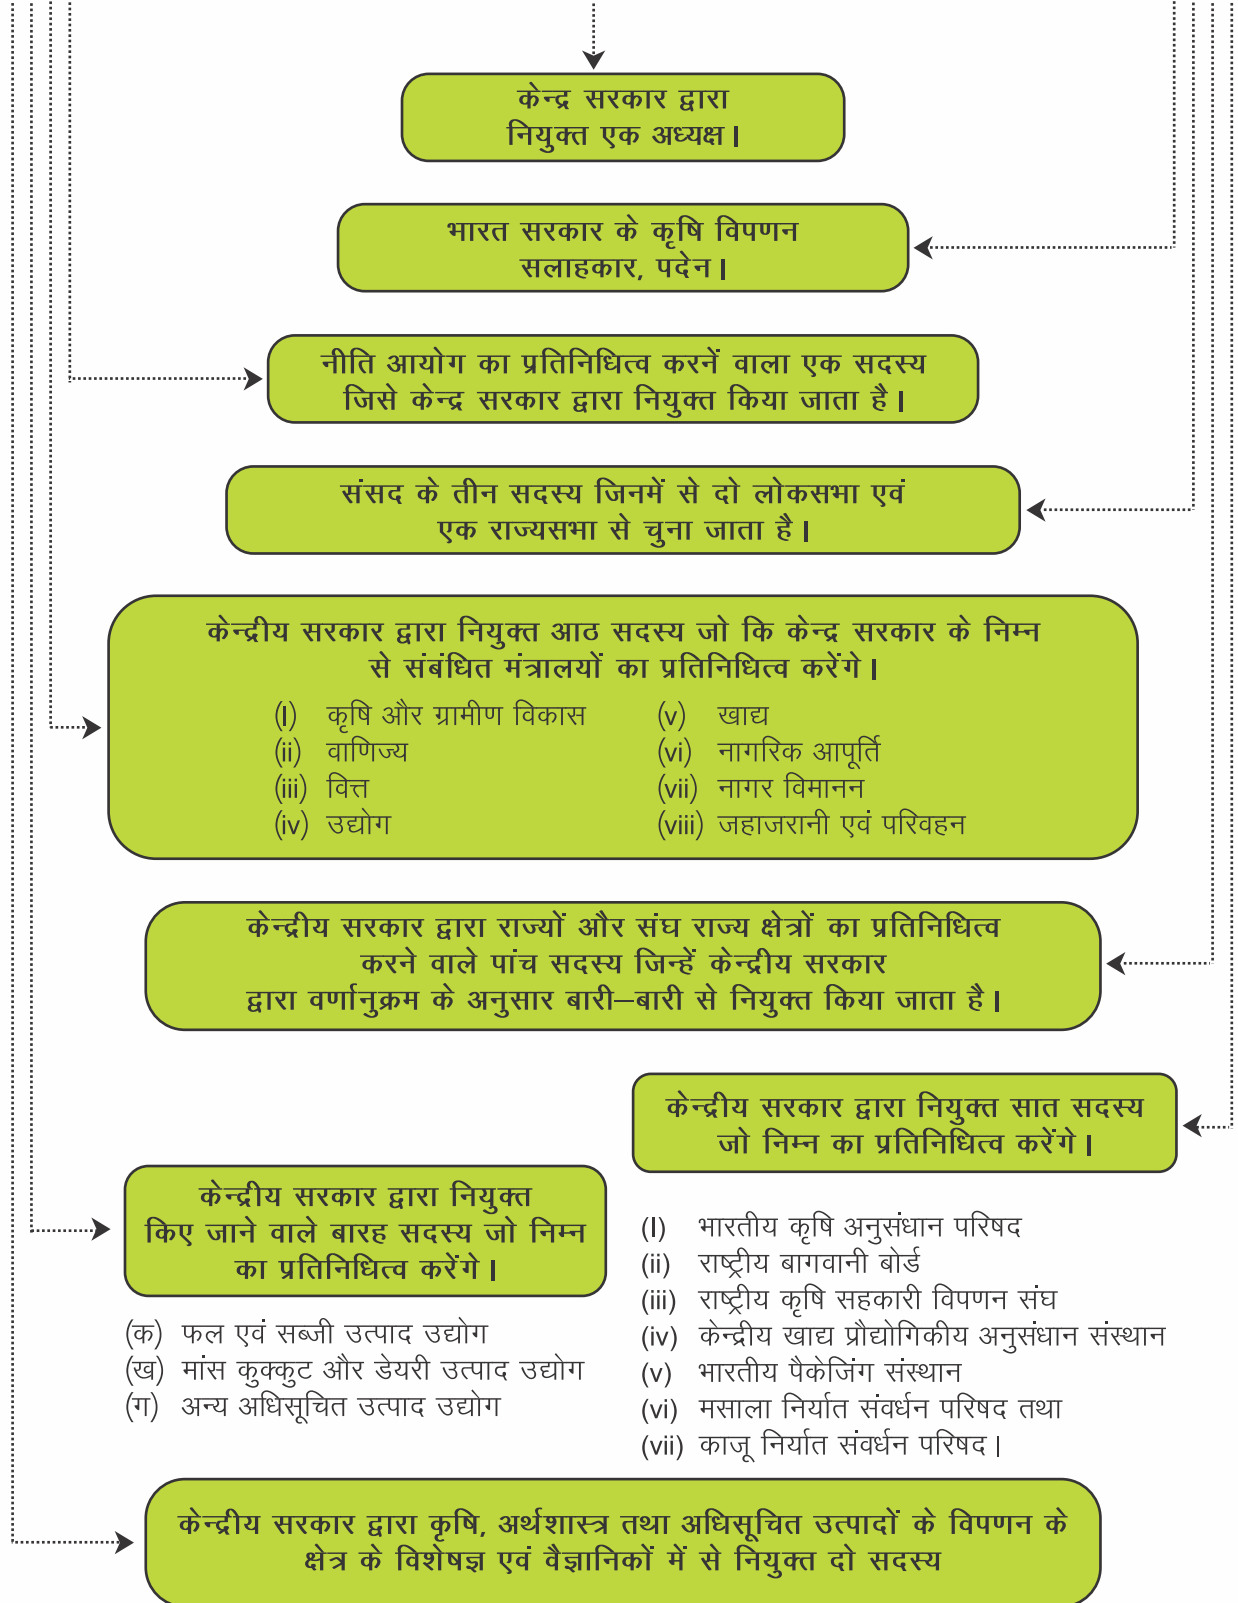 केन्द्र सरकार द्वारा
नियुक्त एक अध्यक्ष।
भारत सरकार के कृषि विपणन
सलाहकार, पदेन।
नीति आयोग का प्रतिनिधित्व करनें वाला एक सदस्य
जिसे केन्द्र सरकार द्वारा नियुक्त किया जाता है।
संसद के तीन सदस्य जिनमें से दो लोकसभा एवं
एक राज्यसभा से चुना जाता है।
केन्द्रीय सरकार द्वारा नियुक्त आठ सदस्य जो कि केन्द्र सरकार के निम्न
से संबंधित मंत्रालयों का प्रतिनिधित्व करेंगे।
(I) कृषि और ग्रामीण विकास
(ii) वाणिज्य
(iii) वित्त
(iv) उद्योग
(v) खाद्य
(vi) नागरिक आपूर्ति
(vii) नागर विमानन
(viii) जहाजरानी एवं परिवहन
केन्द्रीय सरकार द्वारा राज्यों और संघ राज्य क्षेत्रों का प्रतिनिधित्व
करने वाले पांच सदस्य जिन्हें केन्द्रीय सरकार
द्वारा वर्णानुक्रम के अनुसार बारी–बारी से नियुक्त किया जाता है।
केन्द्रीय सरकार द्वारा नियुक्त सात सदस्य
जो निम्न का प्रतिनिधित्व करेंगे।
(I) भारतीय कृषि अनुसंधान परिषद
(ii) राष्ट्रीय बागवानी बोर्ड
(iii) राष्ट्रीय कृषि सहकारी विपणन संघ
(iv) केन्द्रीय खाद्य प्रौद्योगिकीय अनुसंधान संस्थान
(v) भारतीय पैकेजिंग संस्थान
(vi) मसाला निर्यात संवर्धन परिषद तथा
(vii) काजू निर्यात संवर्धन परिषद।
केन्द्रीय सरकार द्वारा नियुक्त
किए जाने वाले बारह सदस्य जो निम्न
का प्रतिनिधित्व करेंगे।
(क) फल एवं सब्जी उत्पाद उद्योग
(ख) मांस कुक्कुट और डेयरी उत्पाद उद्योग
(ग) अन्य अधिसूचित उत्पाद उद्योग
केन्द्रीय सरकार द्वारा कृषि, अर्थशास्त्र तथा अधिसूचित उत्पादों के विपणन के
क्षेत्र के विशेषज्ञ एवं वैज्ञानिकों में से नियुक्त दो सदस्य